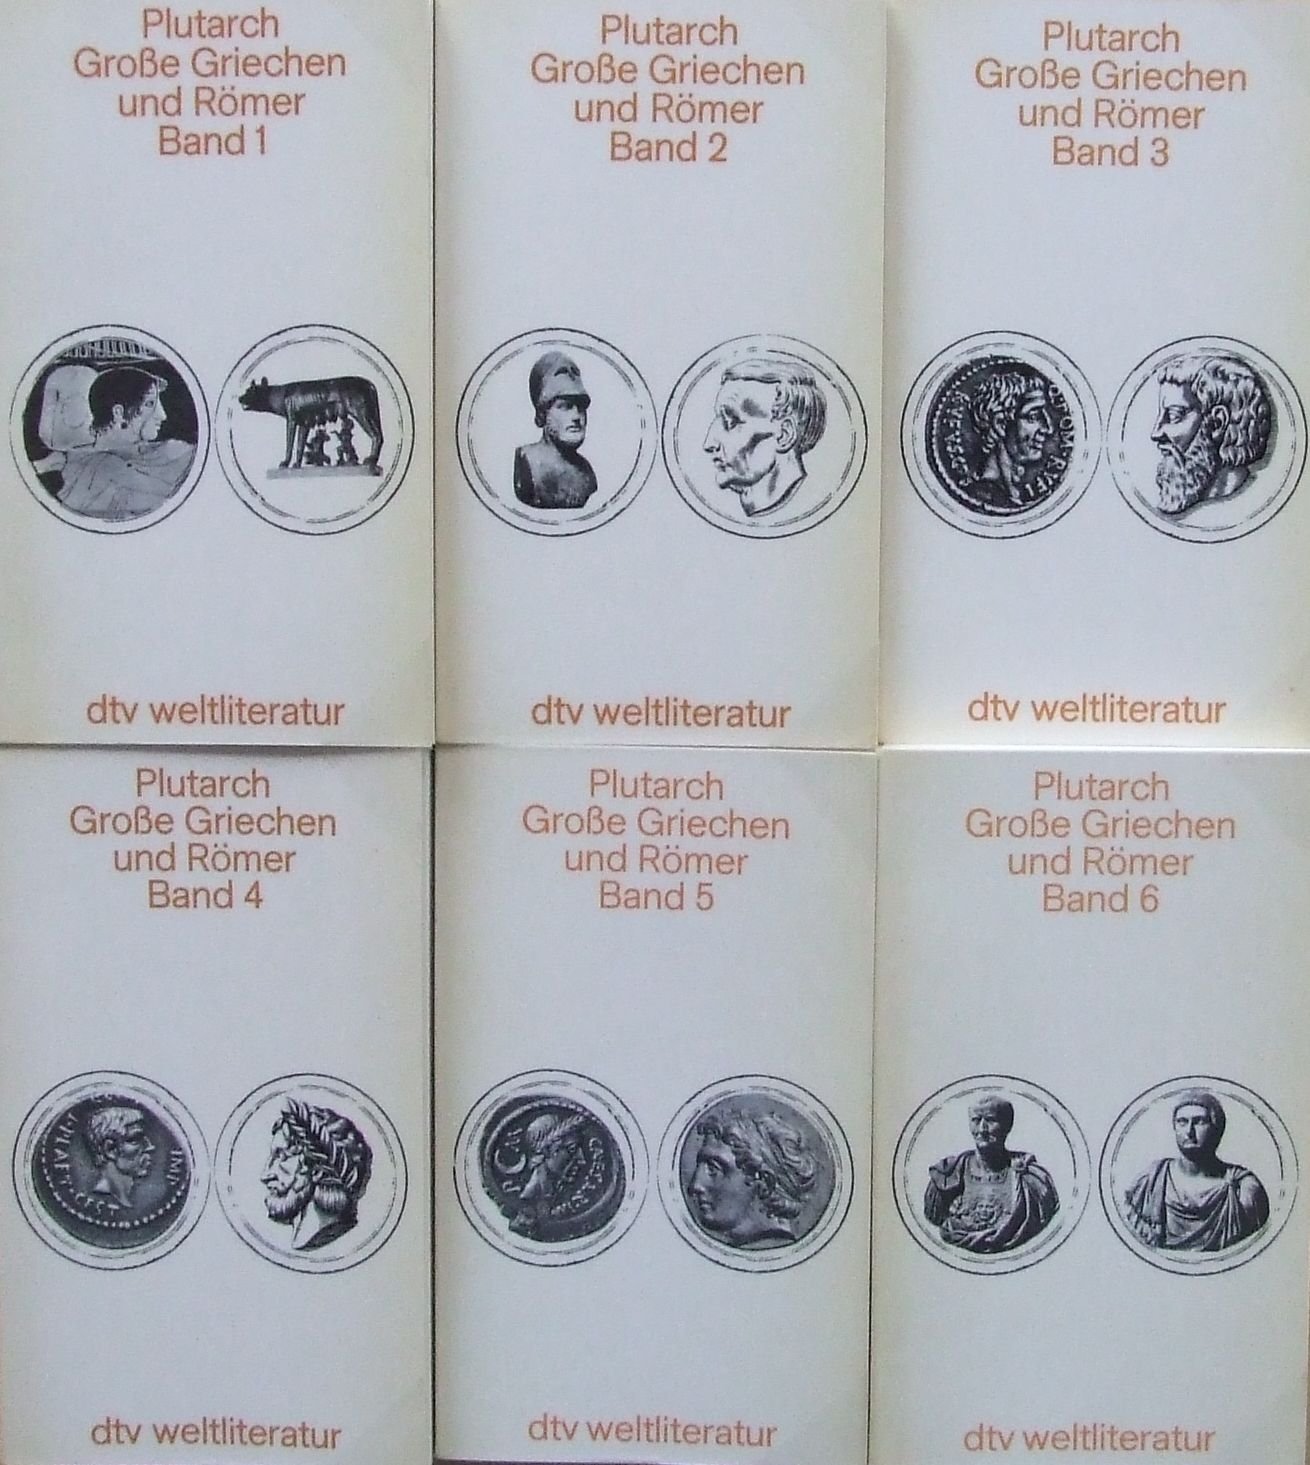 Plutarch
Große Griechen
und Römer
Band 1
dtv weltliteratur
Plutarch
Große Griechen
und Römer
Band 2
dtv weltliteratur
Plutarch
Große Griechen
und Römer
Band 3
dtv weltliteratur
Plutarch
Große Griechen
und Römer
Band 4
dtv weltliteratur
Plutarch
Große Griechen
und Römer
Band 5
dtv weltliteratur
Plutarch
Große Griechen
und Römer
Band 6
dtv weltliteratur